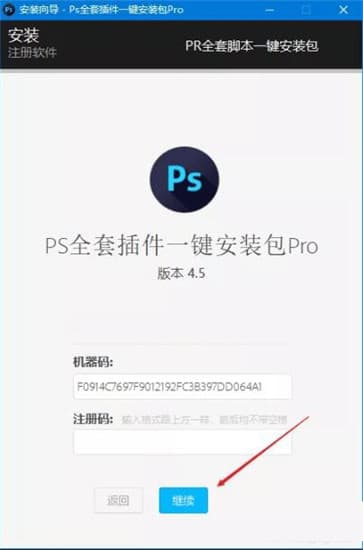 安装向导 - Ps全套插件一键安装包Pro
安装
注册软件
PR全套脚本一键安装包
Ps
PS全套插件一键安装包Pro
版本 4.5
机器码:
F0914C7697F9012192FC3B397DD064A1
注册码: 输入格式跟上方一样、前后均不带空格
返回
继续